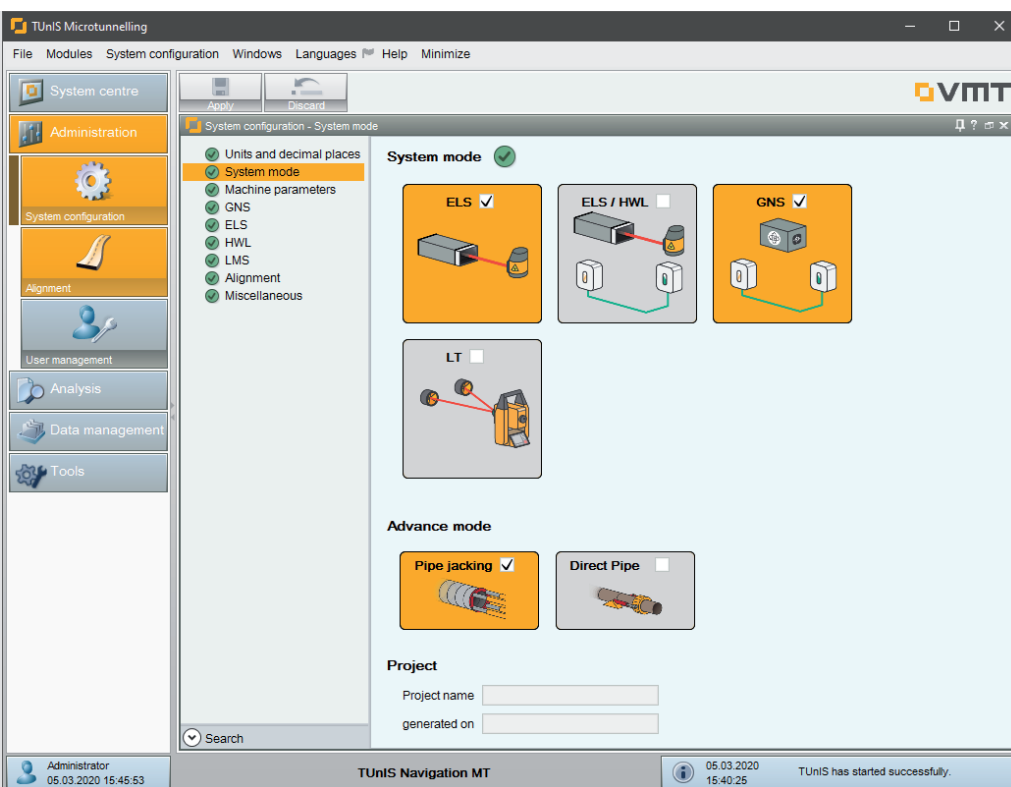 TUnIS Microtunnelling
File Modules System configuration Windows Languages Help Minimize
System centre
Administration
System configuration
Alignment
User management
Analysis
Data management
Tools
Apply Discard
VMT
System configuration - System mode
Units and decimal places
System mode
Machine parameters
GNS
ELS
HWL
LMS
Alignment
Miscellaneous
Search
System mode
ELS
ELS / HWL
GNS
LT
Advance mode
Pipe jacking
Direct Pipe
Project
Project name
generated on
Administrator
05.03.2020 15:45:53
TUnIS Navigation MT
05.03.2020
15:40:25
TUnIS has started successfully.